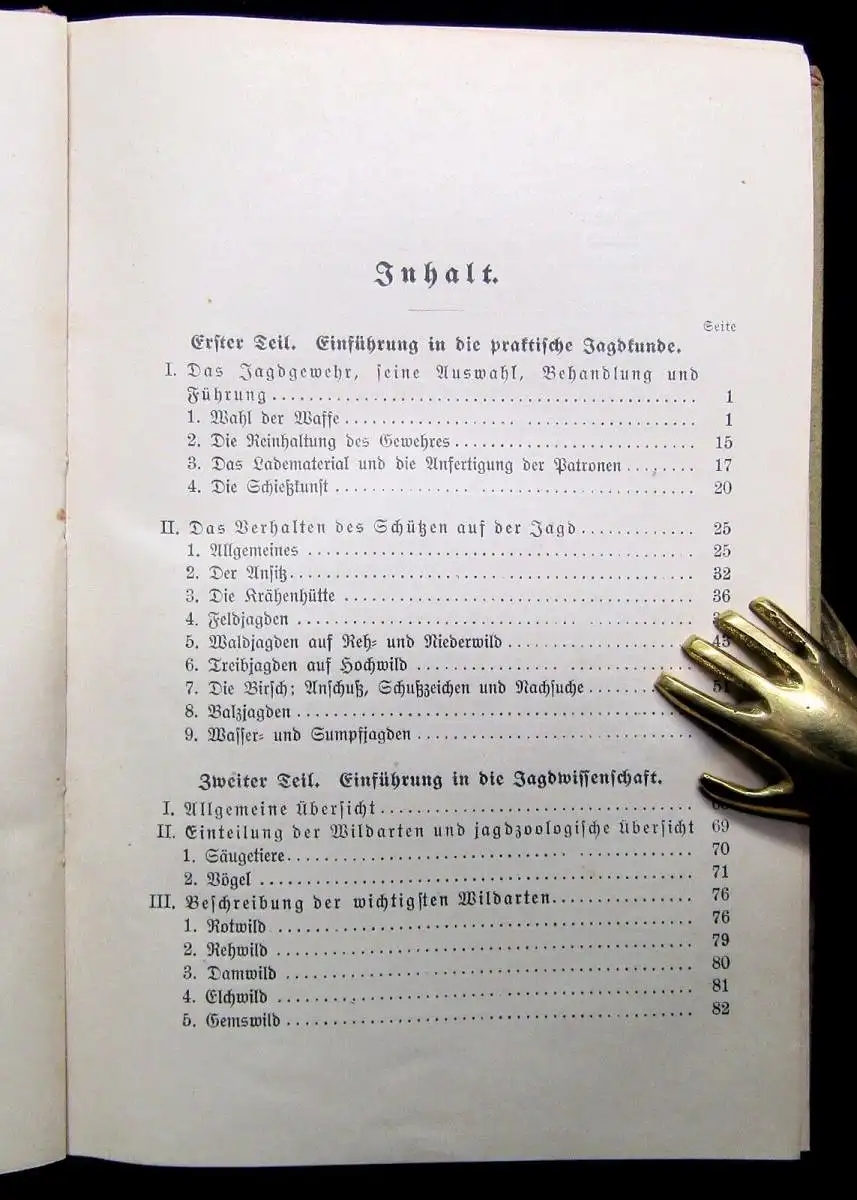 Inhalt.
Seite
Erster Teil. Einführung in die praktische Jagdkunde.
I. Das Jagdgewehr, seine Auswahl, Behandlung und
Führung 1
1. Wahl der Waffe 1
2. Die Reinhaltung des Gewehres 15
3. Das Ladematerial und die Anfertigung der Patronen 17
4. Die Schießkunst 20
II. Das Verhalten des Schützen auf der Jagd 25
1. Allgemeines 25
2. Der Ansitz 32
3. Die Krähenhütte 36
4. Feldjagden
5. Waldjagden auf Reh- und Niederwild 43
6. Treibjagden auf Hochwild
7. Die Birsch; Anschuß, Schußzeichen und Nachsuche 51
8. Balzjagden
9. Wasser- und Sumpfjagden
Zweiter Teil. Einführung in die Jagdwissenschaft.
I. Allgemeine Übersicht
II. Einteilung der Wildarten und jagdzoologische Übersicht 69
1. Säugetiere 70
2. Vögel 71
III. Beschreibung der wichtigsten Wildarten 76
1. Rotwild 76
2. Rehwild 79
3. Damwild 80
4. Elchwild 81
5. Gemswild 82